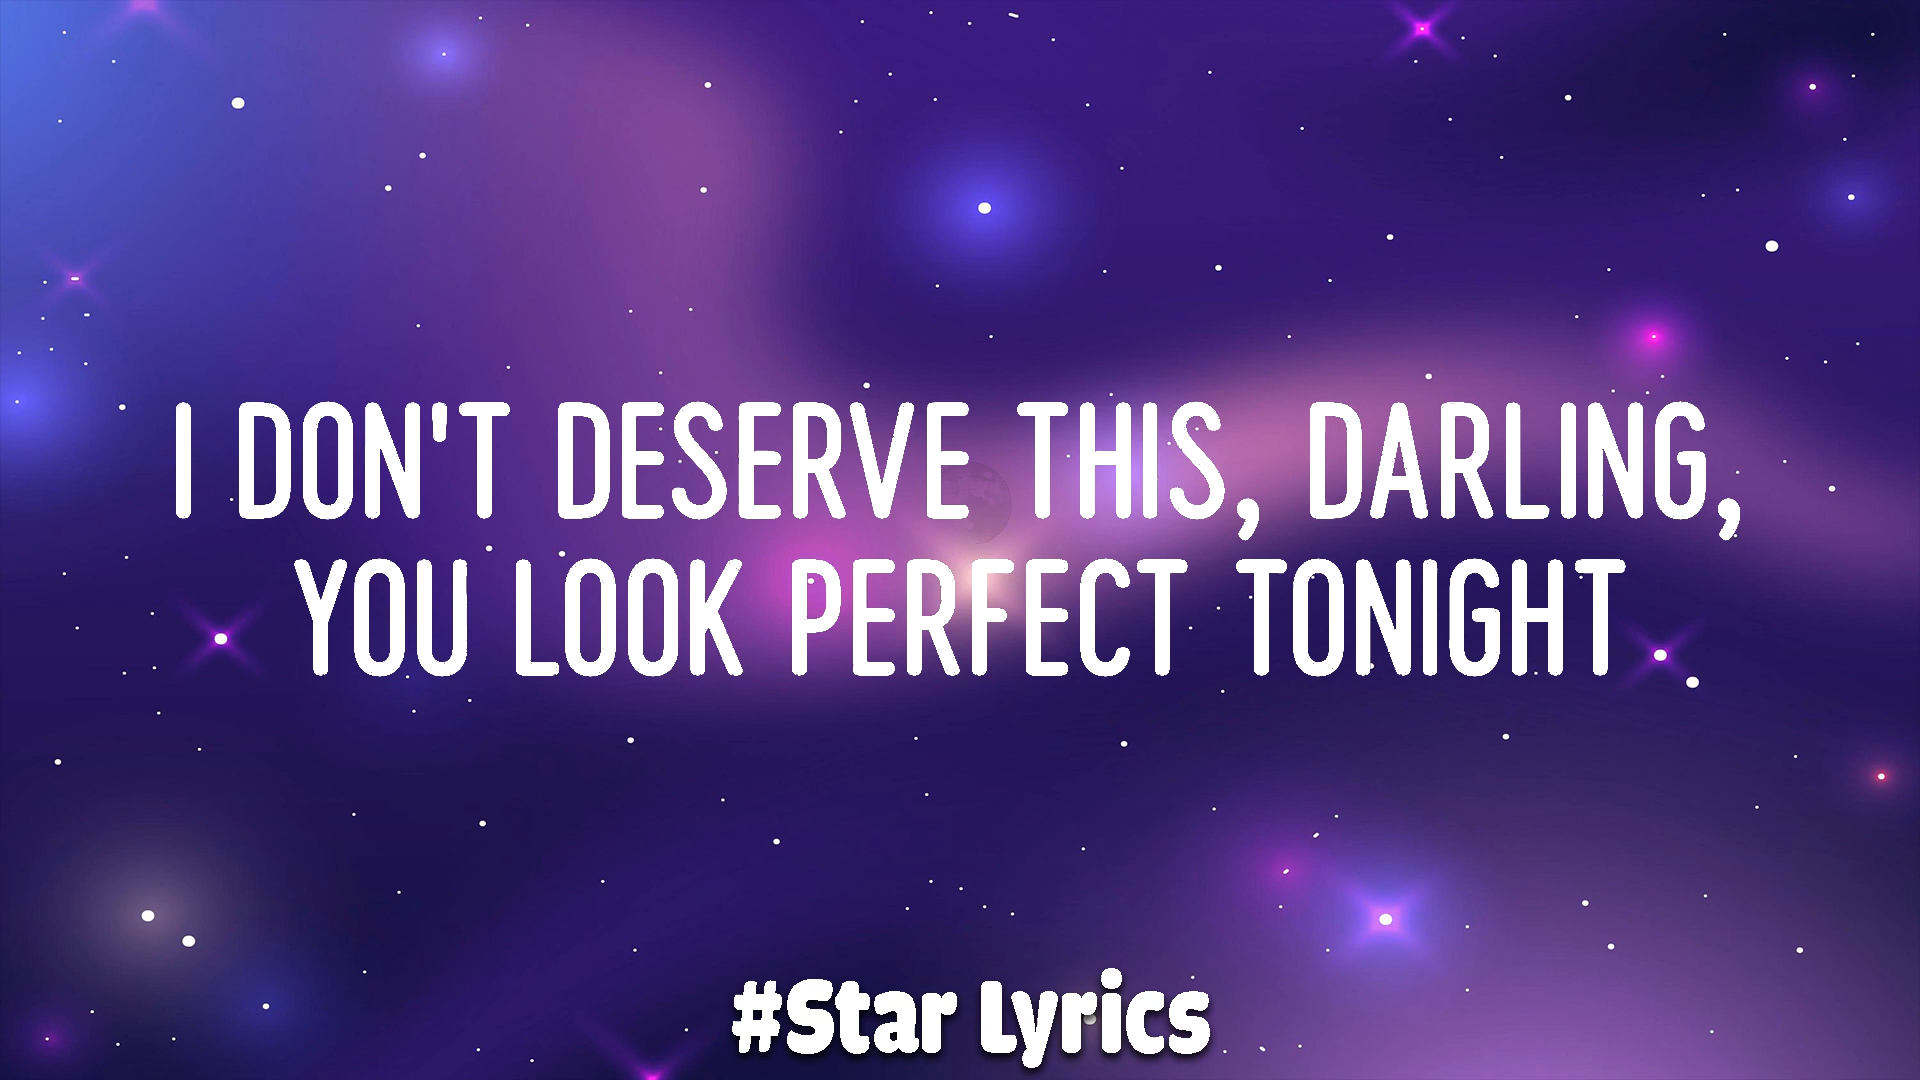 I DON'T DESERVE THIS, DARLING,
YOU LOOK PERFECT TONIGHT
#Star Lyrics